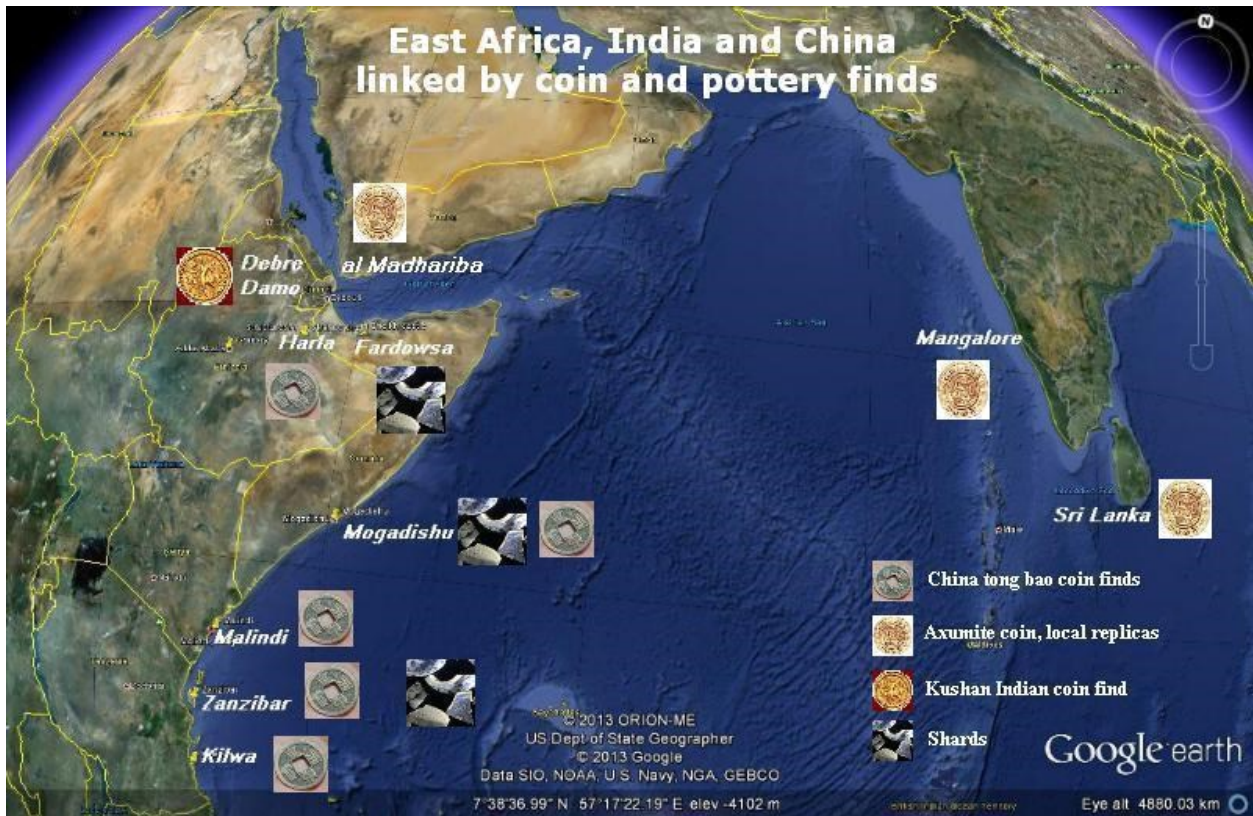 East Africa, India and China
linked by coin and pottery finds
N
Debre
Damo
al Madhariba
Harla
Fardowsa
Mangalore
Mogadishu
Sri Lanka
China tong bao coin finds
Malindi
Axumite coin, local replicas
Zanzibar
Kushan Indian coin find
Kilwa
Shards
© 2013 ORION-ME
US Dept of State Geographer
© 2013 Google
Data SIO, NOAA, U.S. Navy, NGA, GEBCO
Google earth
7°38'36.99" N 57°17'22.19" E elev -4102 m
Eye alt 4880.03 km